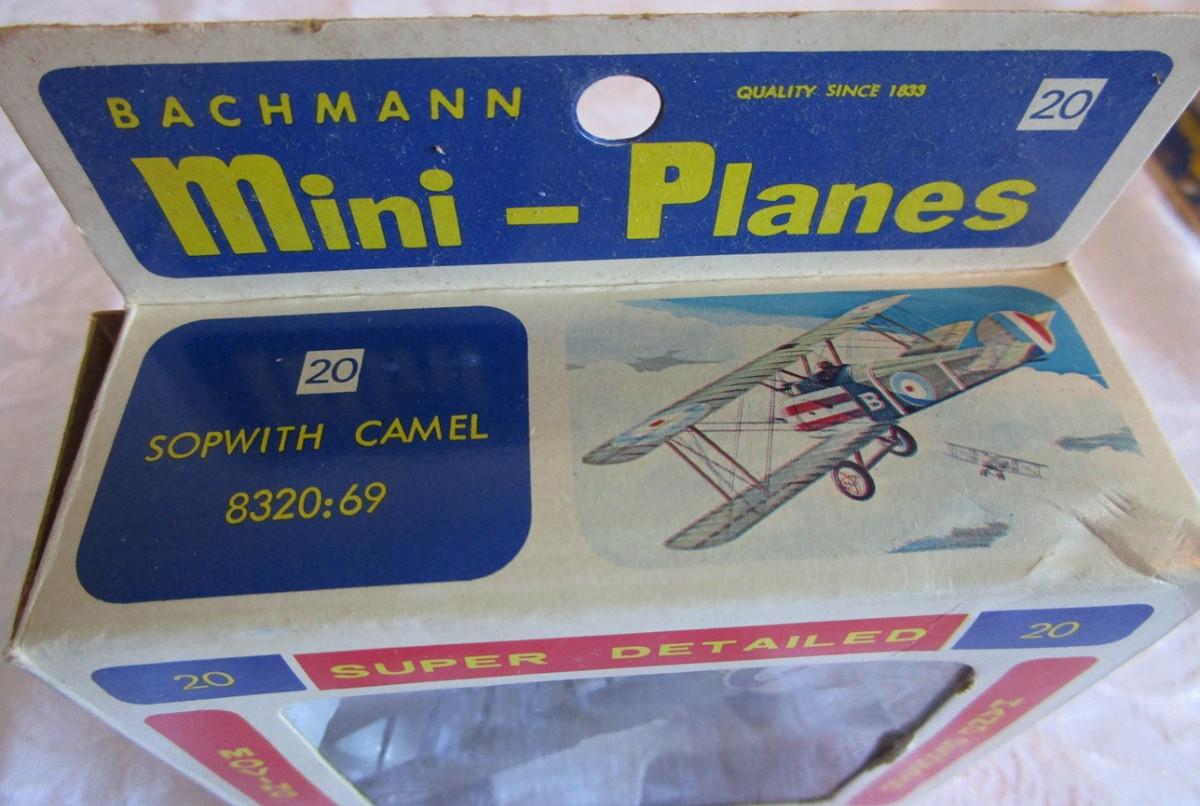 BACHMANN
QUALITY SINCE 1833
20
Mini - Planes
20
SOPWITH CAMEL
8320:69
B
20
SUPER DETAILED
20